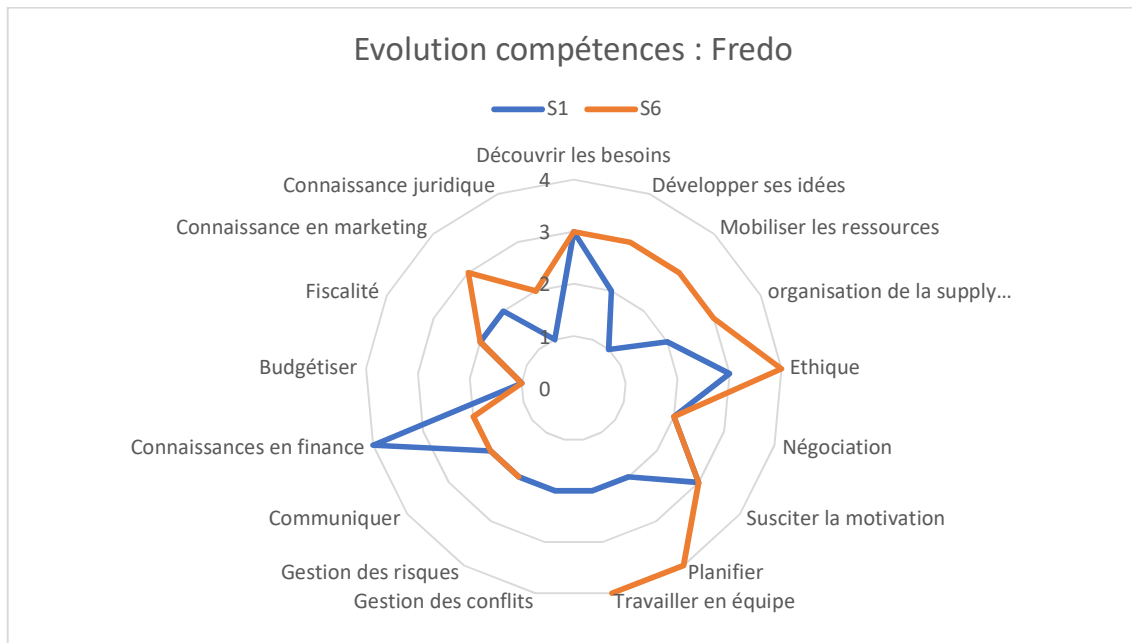 Evolution compétences : Fredo
S1
S6
Découvrir les besoins
Développer ses idées
Mobiliser les ressources
organisation de la supply...
Ethique
Négociation
Susciter la motivation
Planifier
Travailler en équipe
Gestion des conflits
Gestion des risques
Communiquer
Connaissances en finance
Budgétiser
Fiscalité
Connaissance en marketing
Connaissance juridique
4
3
2
1
0